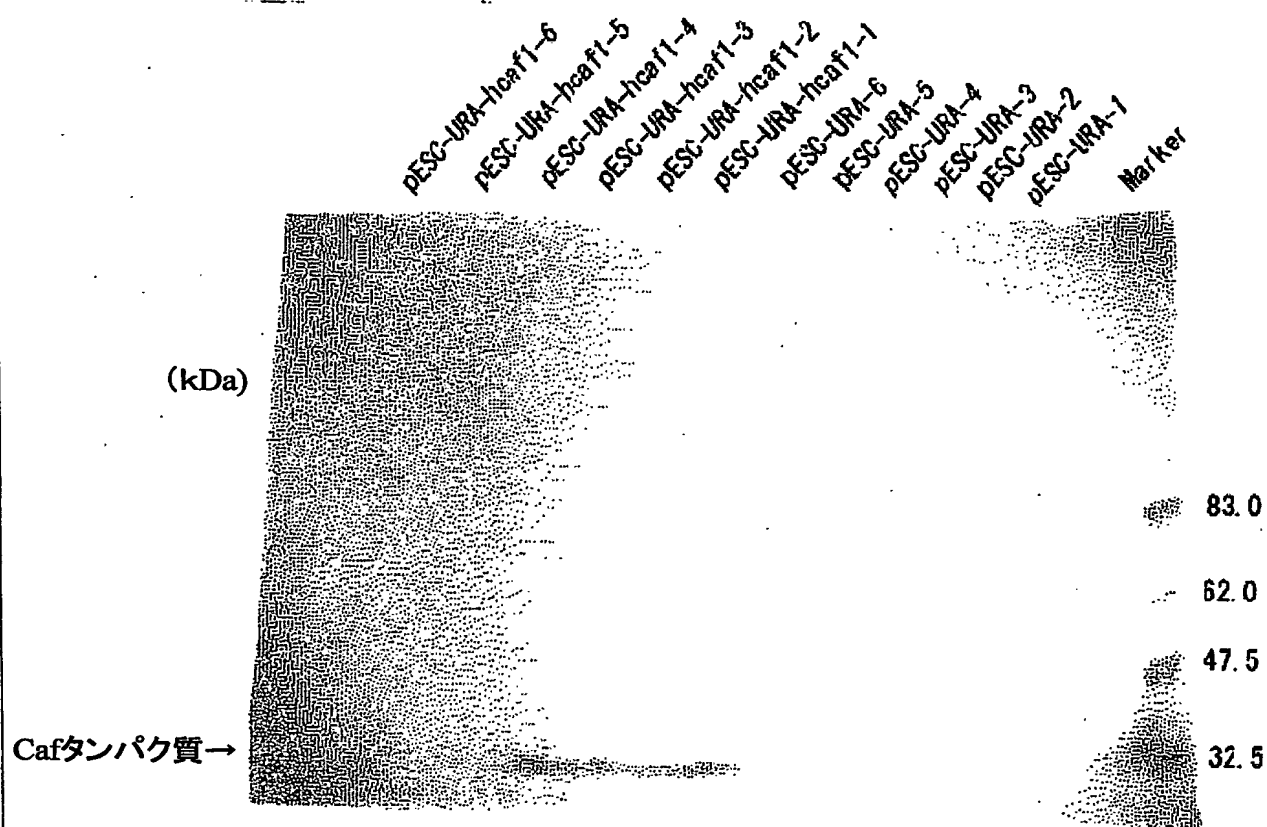 pESC-URA-hcaf1-6
pESC-URA-hcaf1-5
pESC-URA-hcaf1-4
pESC-URA-hcaf1-3
pESC-URA-hcaf1-2
pESC-URA-hcaf1-1
pESC-URA-6
pESC-URA-5
pESC-URA-4
pESC-URA-3
pESC-URA-2
pESC-URA-1
Marker
(kDa)
83.0
62.0
47.5
Cafタンパク質→
32.5